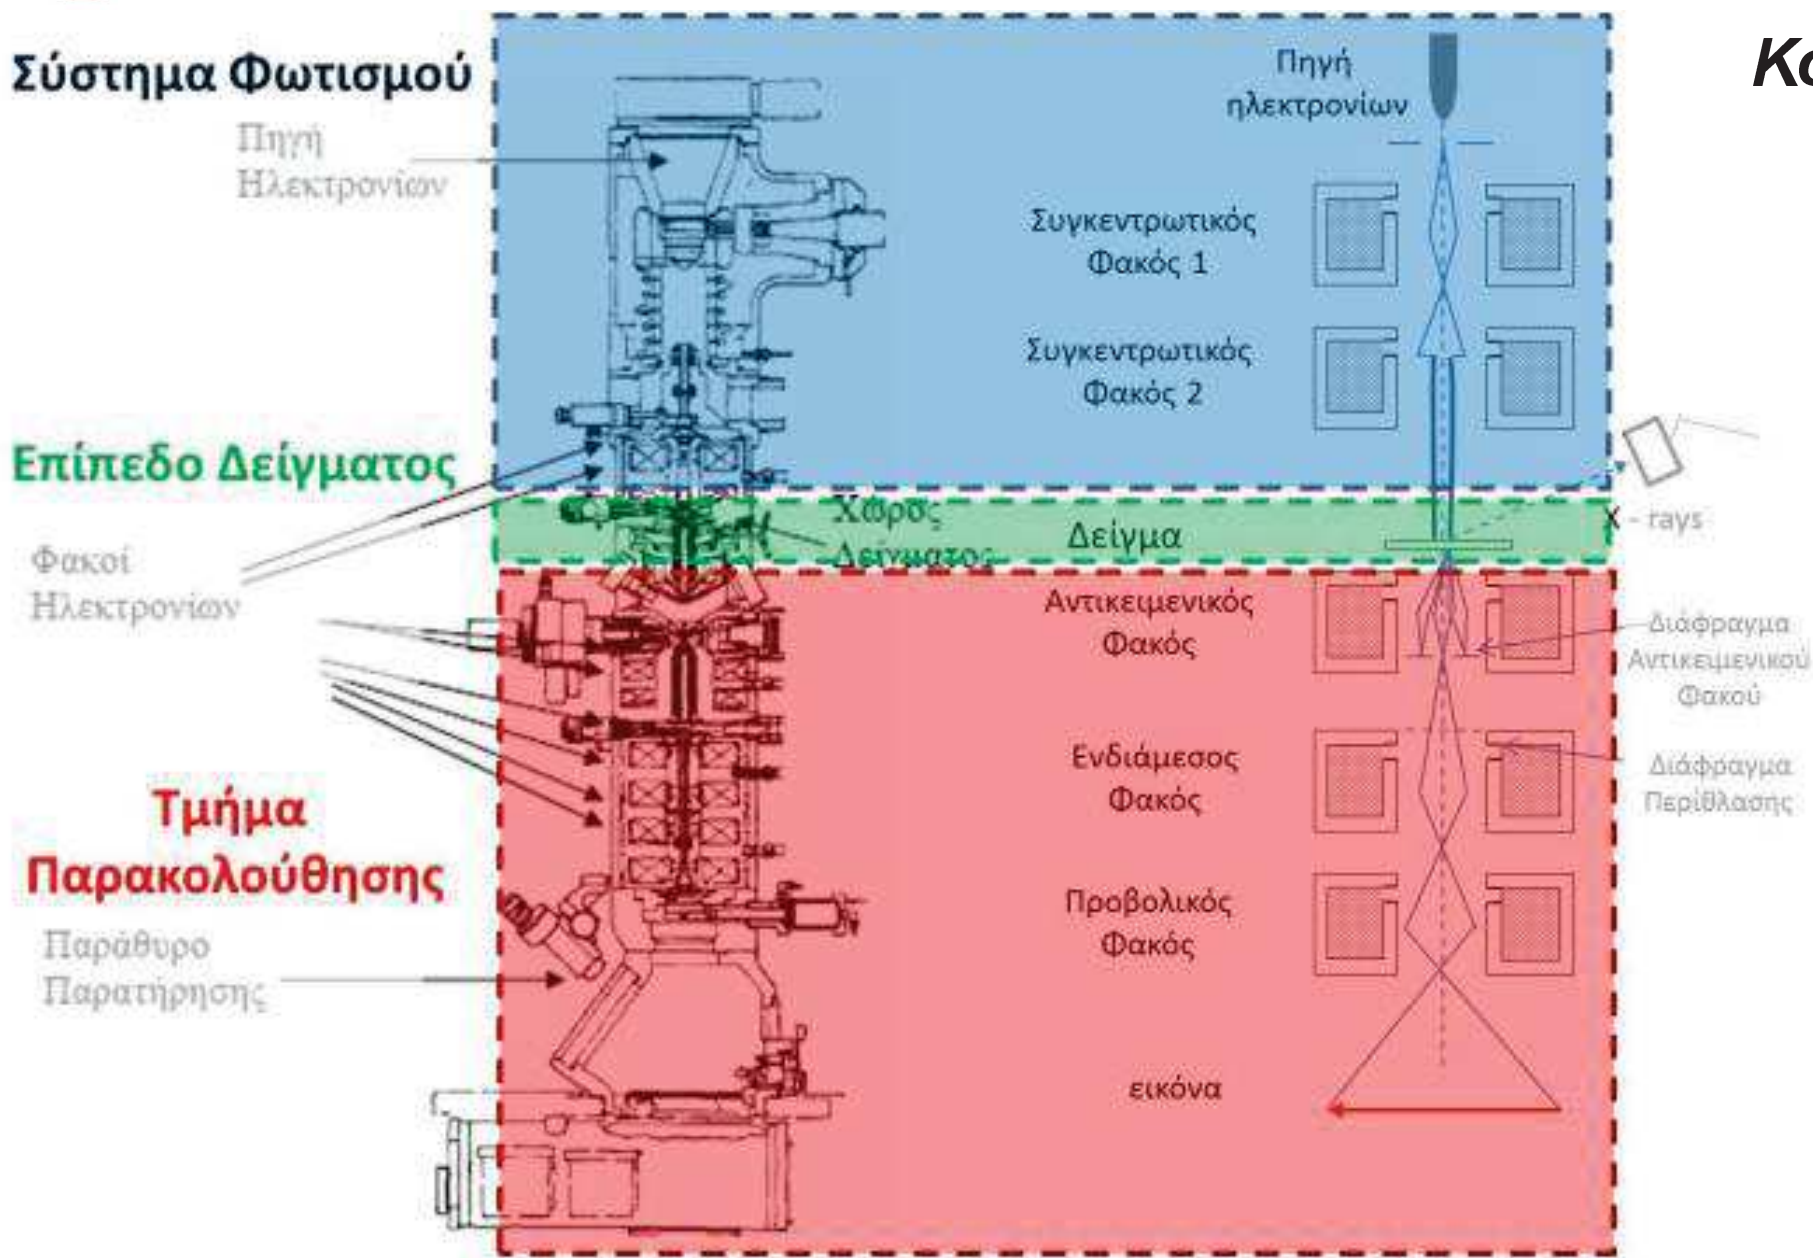 Σύστημα Φωτισμού
Πηγή
Ηλεκτρονίων
Επίπεδο Δείγματος
Φακοί
Ηλεκτρονίων
Τμήμα
Παρακολούθησης
Παράθυρο
Παρατήρησης
Χώρος
Δείγματος
Πηγή
ηλεκτρονίων
Συγκεντρωτικός
Φακός 1
Συγκεντρωτικός
Φακός 2
Δείγμα
Αντικειμενικός
Φακός
Ενδιάμεσος
Φακός
Προβολικός
Φακός
εικόνα
X - rays
Διάφραγμα
Αντικειμενικού
Φακού
Διάφραγμα
Περίθλασης